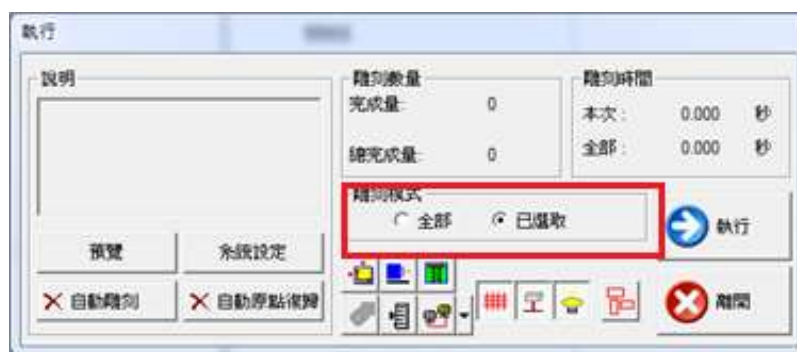 執行
說明
預覽
系統設定
自動雕刻
自動原點復歸
雕刻數量
完成量:
0
總完成量:
0
雕刻時間
本次:
0.000
秒
全部:
0.000
秒
雕刻模式
全部
已選取
執行
離開